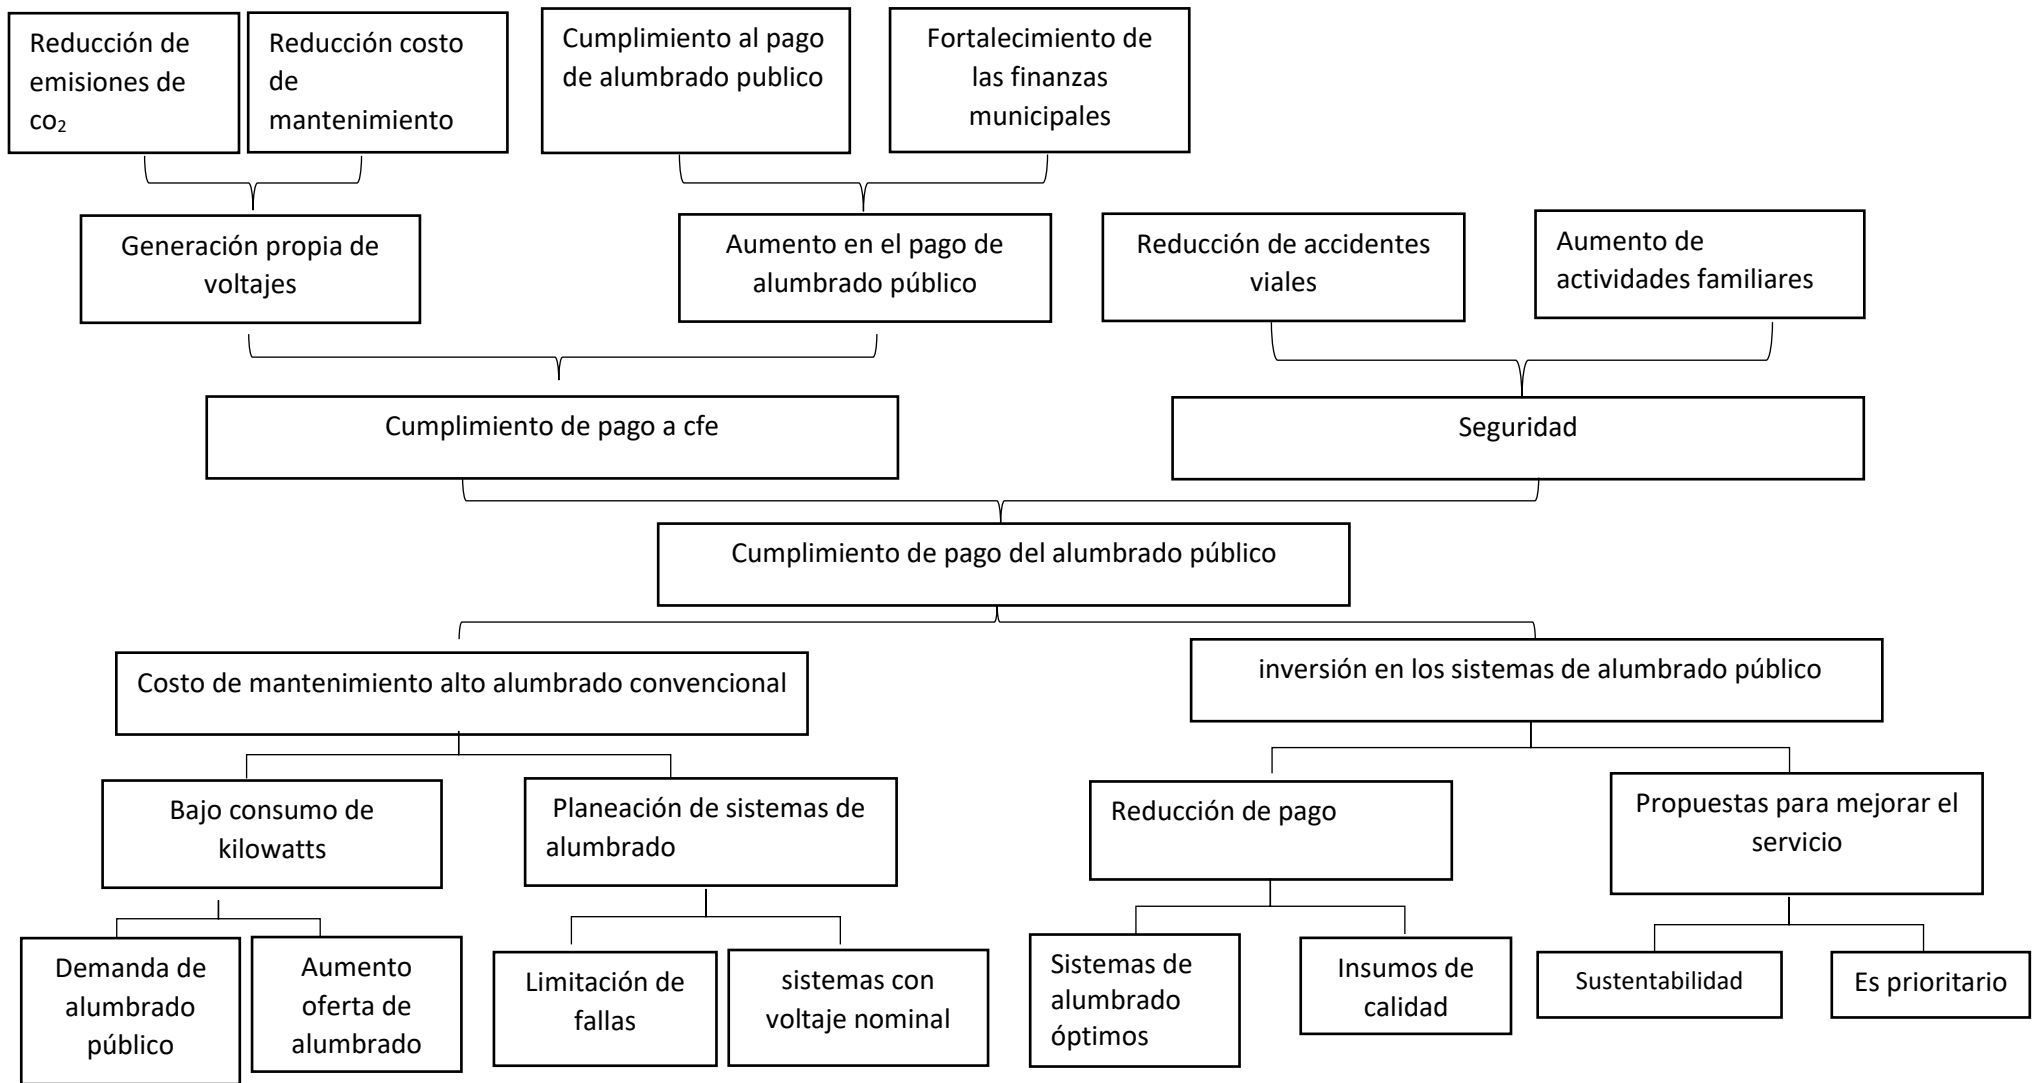 Reducción de
emisiones de
co₂
Reducción costo
de
mantenimiento
Cumplimiento al pago
de alumbrado publico
Fortalecimiento de
las finanzas
municipales
Generación propia de
voltajes
Aumento en el pago de
alumbrado público
Reducción de accidentes
viales
Aumento de
actividades familiares
Cumplimiento de pago a cfe
Seguridad
Cumplimiento de pago del alumbrado público
Costo de mantenimiento alto alumbrado convencional
inversión en los sistemas de alumbrado público
Bajo consumo de
kilowatts
Planeación de sistemas de
alumbrado
Reducción de pago
Propuestas para mejorar el
servicio
Demanda de
alumbrado
público
Aumento
oferta de
alumbrado
Limitación de
fallas
sistemas con
voltaje nominal
Sistemas de
alumbrado
óptimos
Insumos de
calidad
Sustentabilidad
Es prioritario